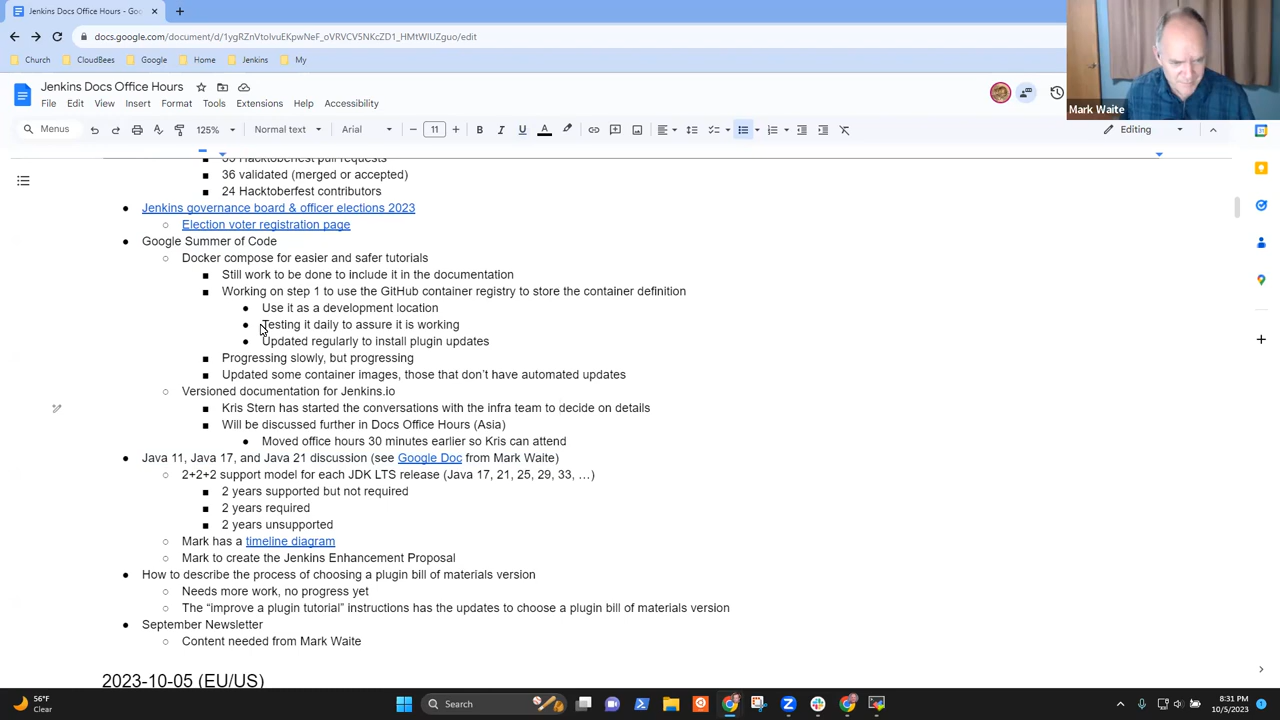 Jenkins Docs Office Hours - Goo
docs.google.com/document/d/1ygRZnVtoIvuEKpwNeF_oVRVCV5NKcZD1_HMtWIUZguo/edit
Church CloudBees Google Home Jenkins My
Mark Waite
Jenkins Docs Office Hours
File Edit View Insert Format Tools Extensions Help Accessibility
Menus 125% Normal text Arial 11 B I U A Editing
35 Hacktoberfest pull requests
36 validated (merged or accepted)
24 Hacktoberfest contributors
Jenkins governance board & officer elections 2023
Election voter registration page
Google Summer of Code
Docker compose for easier and safer tutorials
Still work to be done to include it in the documentation
Working on step 1 to use the GitHub container registry to store the container definition
Use it as a development location
Testing it daily to assure it is working
Updated regularly to install plugin updates
Progressing slowly, but progressing
Updated some container images, those that don’t have automated updates
Versioned documentation for Jenkins.io
Kris Stern has started the conversations with the infra team to decide on details
Will be discussed further in Docs Office Hours (Asia)
Moved office hours 30 minutes earlier so Kris can attend
Java 11, Java 17, and Java 21 discussion (see Google Doc from Mark Waite)
2+2+2 support model for each JDK LTS release (Java 17, 21, 25, 29, 33, …)
2 years supported but not required
2 years required
2 years unsupported
Mark has a timeline diagram
Mark to create the Jenkins Enhancement Proposal
How to describe the process of choosing a plugin bill of materials version
Needs more work, no progress yet
The “improve a plugin tutorial” instructions has the updates to choose a plugin bill of materials version
September Newsletter
Content needed from Mark Waite
2023-10-05 (EU/US)
56°F
Clear
Search
8:31 PM
10/5/2023